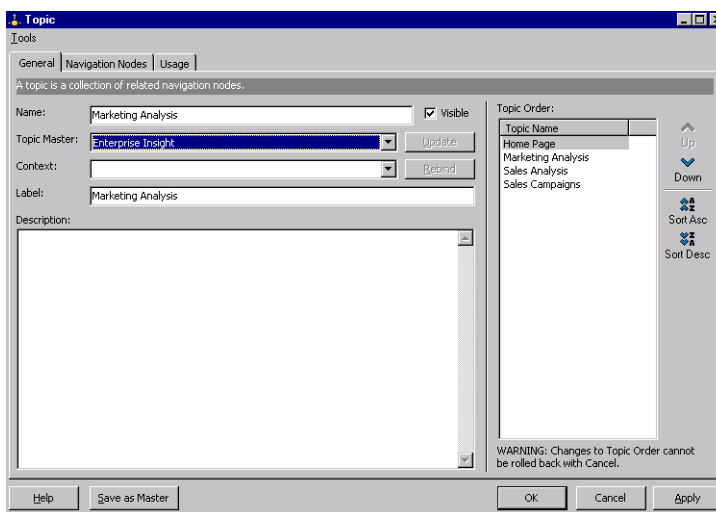 Topic
Tools
General Navigation Nodes Usage
A topic is a collection of related navigation nodes.
Name: Marketing Analysis Visible
Topic Master: Enterprise Insight Update
Context: Rebind
Label: Marketing Analysis
Description:
Topic Order:
Topic Name
Home Page
Marketing Analysis
Sales Analysis
Sales Campaigns
Up
Down
A
Z
Sort Asc
Z
A
Sort Desc
WARNING: Changes to Topic Order cannot
be rolled back with Cancel.
Help Save as Master OK Cancel Apply